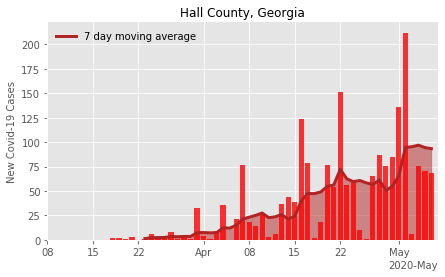 Hall County, Georgia
7 day moving average
New Covid-19 Cases
200
175
150
125
100
75
50
25
0
08 15 22 Apr 08 15 22 May
2020-May